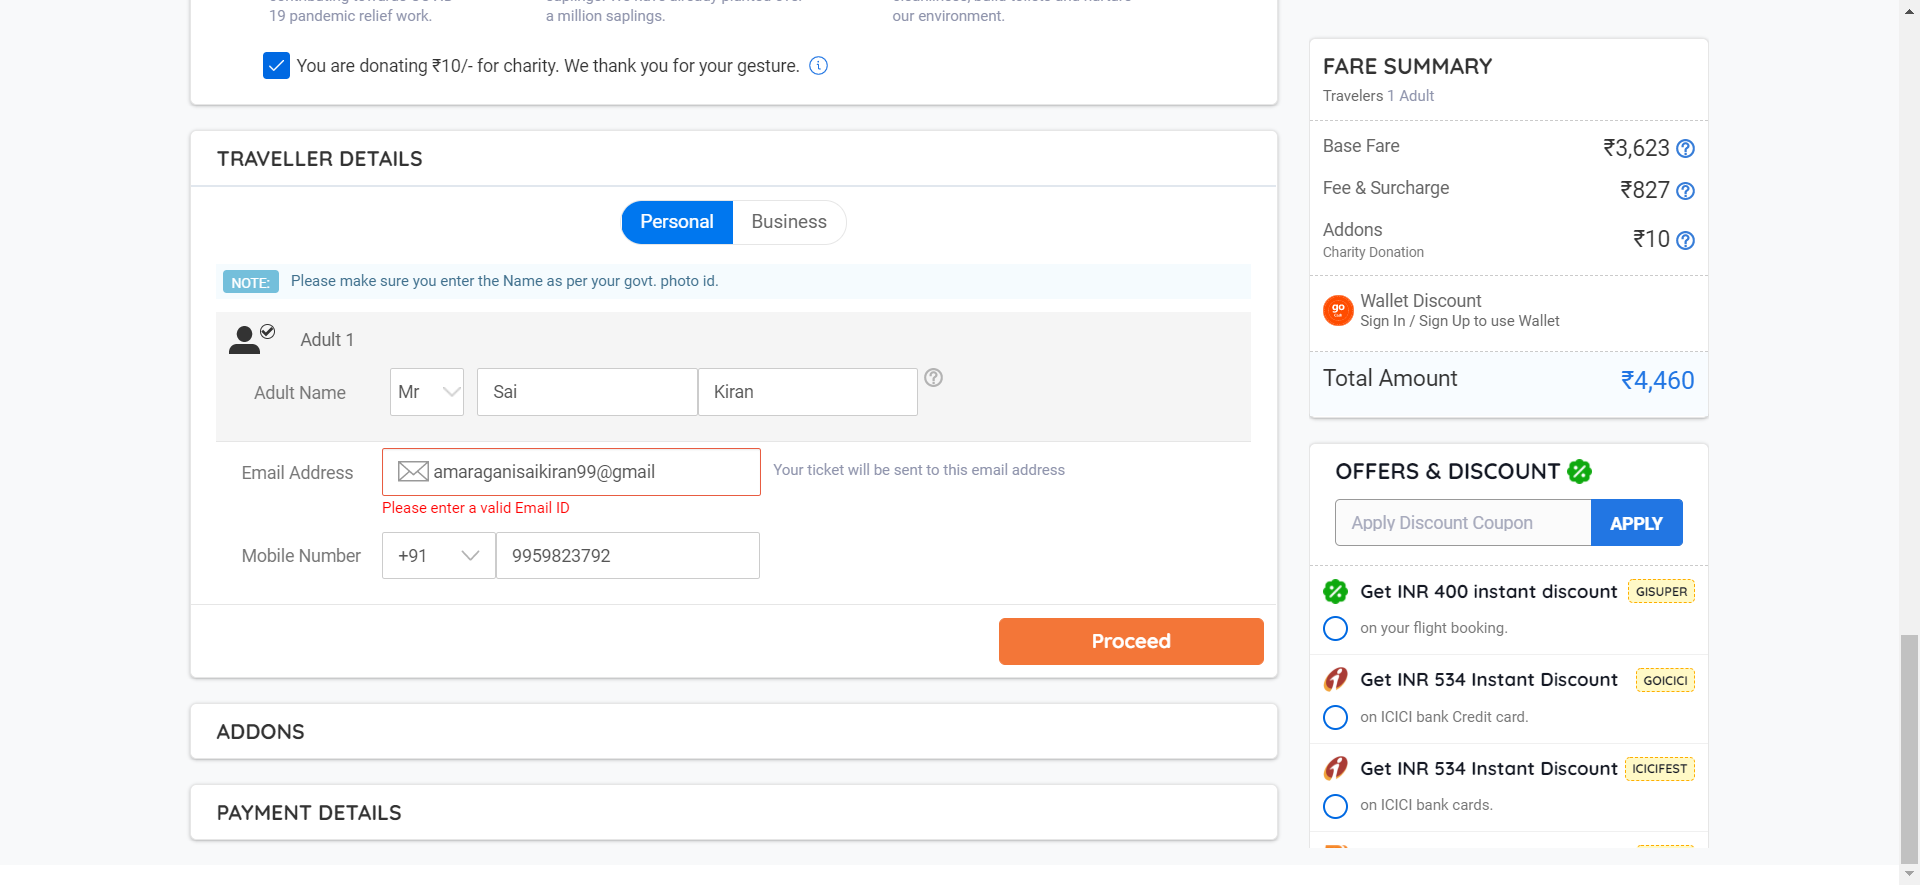 19 pandemic relief work.
a million saplings.
our environment.
You are donating ₹10/- for charity. We thank you for your gesture.
TRAVELLER DETAILS
Personal
Business
NOTE:
Please make sure you enter the Name as per your govt. photo id.
Adult 1
Adult Name
Mr
Sai
Kiran
Email Address
amaraganisaikiran99@gmail
Your ticket will be sent to this email address
Please enter a valid Email ID
Mobile Number
+91
9959823792
Proceed
ADDONS
PAYMENT DETAILS
FARE SUMMARY
Travelers 1 Adult
Base Fare
₹3,623
Fee & Surcharge
₹827
Addons
₹10
Charity Donation
go
Wallet Discount
Sign In / Sign Up to use Wallet
Total Amount
₹4,460
OFFERS & DISCOUNT
Apply Discount Coupon
APPLY
Get INR 400 instant discount
GISUPER
on your flight booking.
Get INR 534 Instant Discount
GOICICI
on ICICI bank Credit card.
Get INR 534 Instant Discount
ICICIFEST
on ICICI bank cards.